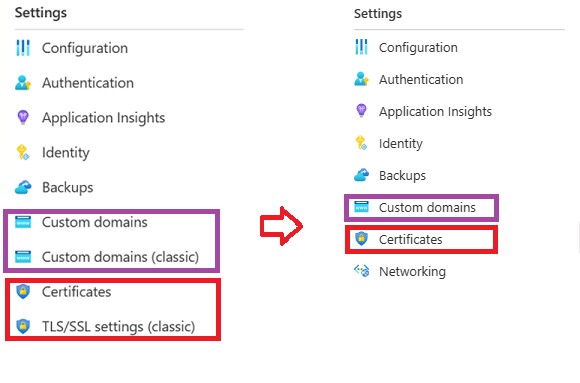 Settings
Configuration
Authentication
Application Insights
Identity
Backups
Custom domains
Custom domains (classic)
Certificates
TLS/SSL settings (classic)
Settings
Configuration
Authentication
Application Insights
Identity
Backups
Custom domains
Certificates
Networking